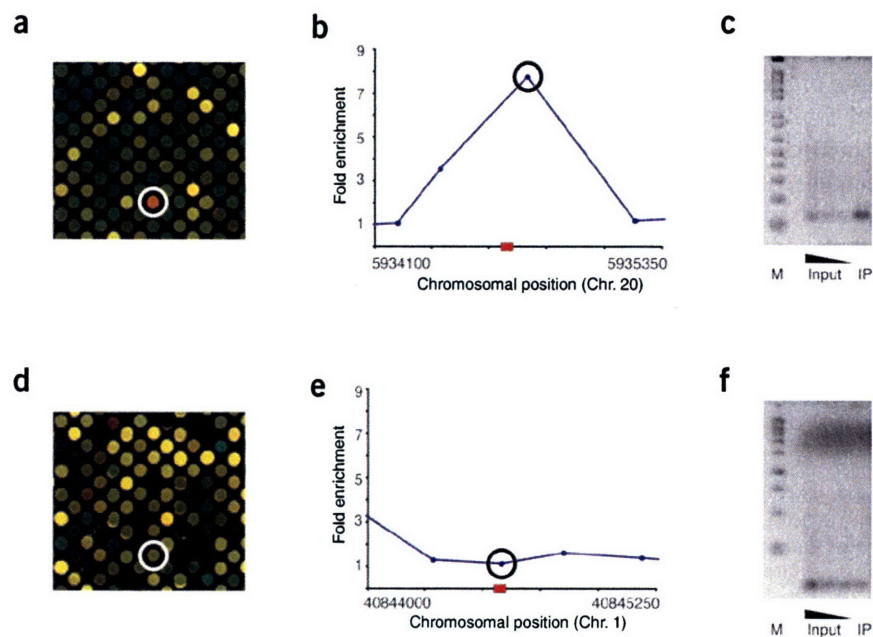 a
b
c
9
7
5
3
1
Fold enrichment
5934100
5935350
Chromosomal position (Chr. 20)
M Input IP
d
e
f
9
7
5
3
1
Fold enrichment
40844000
40845250
Chromosomal position (Chr. 1)
M Input IP